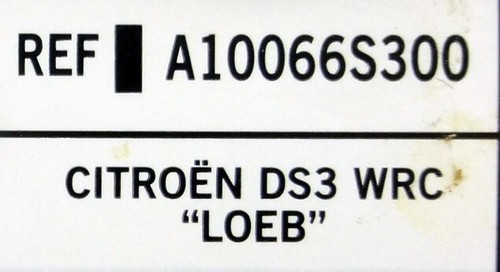 REF A10066S300
CITROËN DS3 WRC
“LOEB”